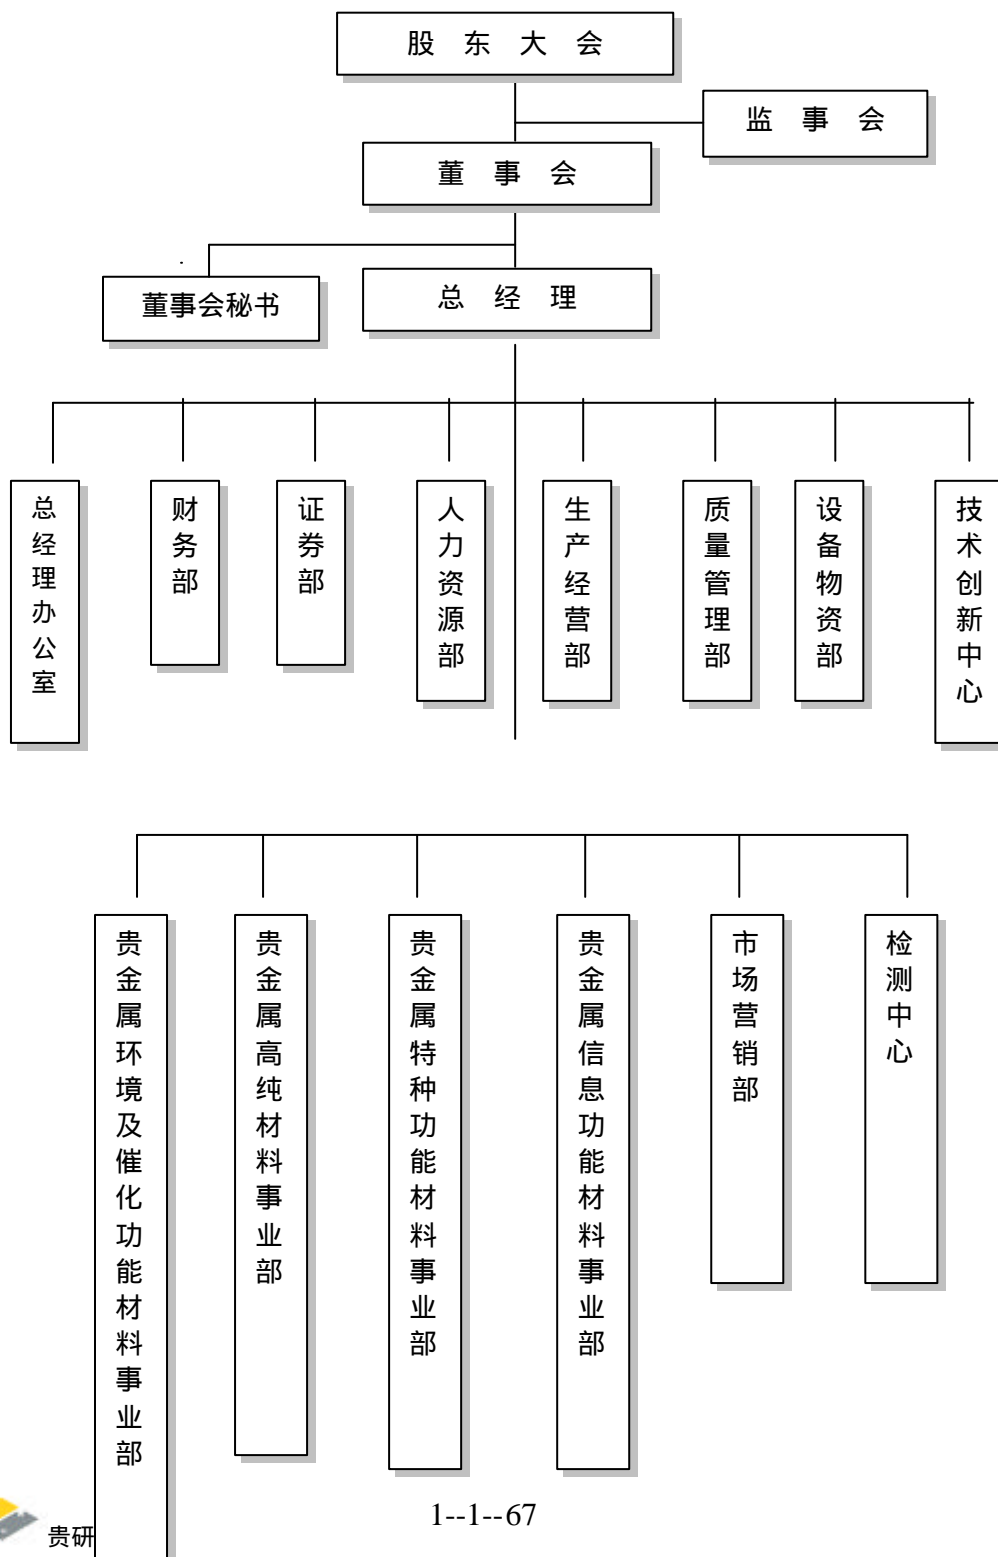 股 东 大 会
监 事 会
董 事 会
董事会秘书
总 经 理
总经理办公室
财务部
证券部
人力资源部
生产经营部
质量管理部
设备物资部
技术创新中心
贵金属环境及催化功能材料事业部
贵金属高纯材料事业部
贵金属特种功能材料事业部
贵金属信息功能材料事业部
市场营销部
检测中心
1--1--67
贵研